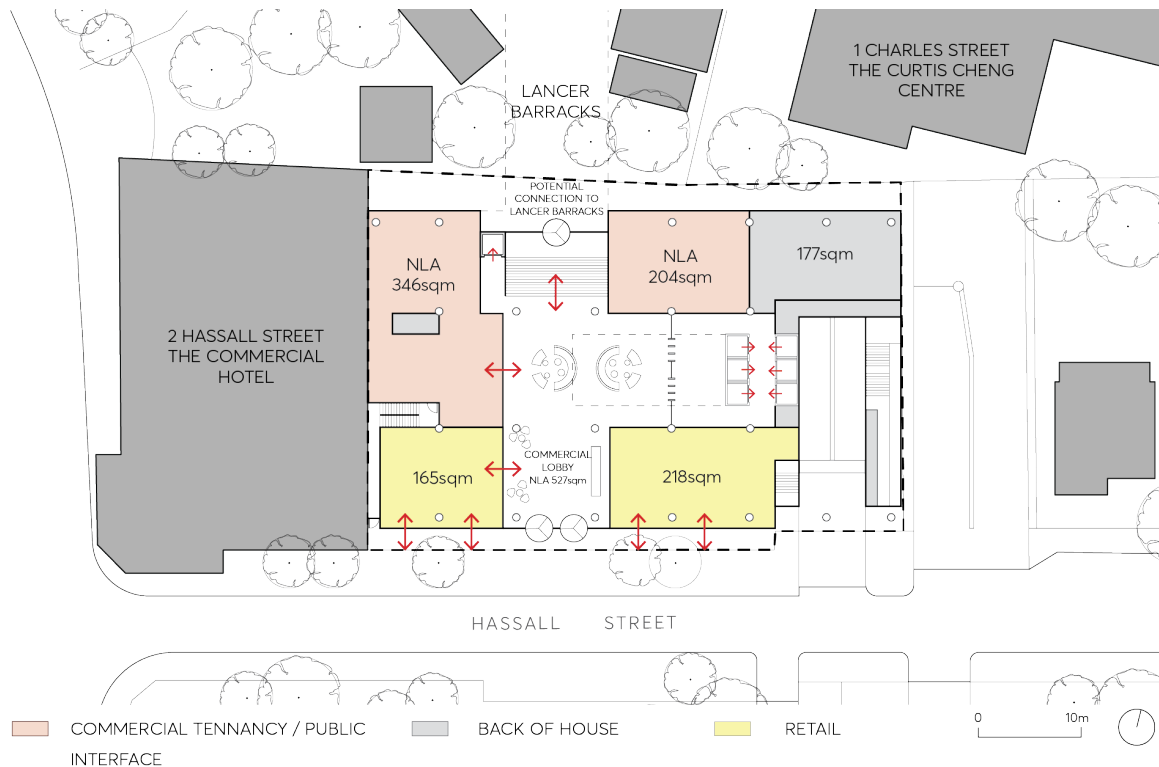 1 CHARLES STREET
THE CURTIS CHENG
CENTRE
LANCER
BARRACKS
POTENTIAL
CONNECTION TO
LANCER BARRACKS
NLA
346sqm
NLA
204sqm
177sqm
2 HASSALL STREET
THE COMMERCIAL
HOTEL
165sqm
COMMERCIAL
LOBBY
NLA 527sqm
218sqm
HASSALL STREET
COMMERCIAL TENNANCY / PUBLIC
INTERFACE
BACK OF HOUSE
RETAIL
0 10m